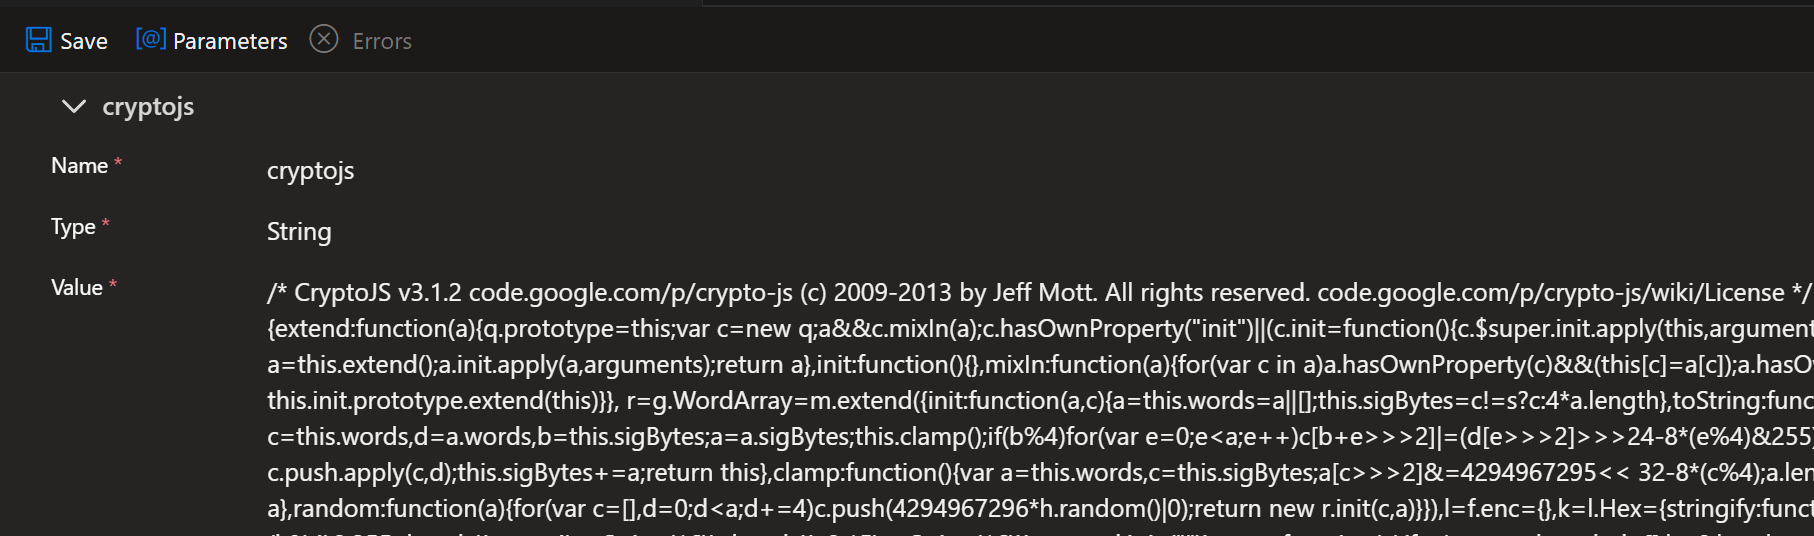 Save Parameters Errors
cryptojs
Name * cryptojs
Type * String
Value * /* CryptoJS v3.1.2 code.google.com/p/crypto-js (c) 2009-2013 by Jeff Mott. All rights reserved. code.google.com/p/crypto-js/wiki/License */
{extend:function(a){q.prototype=this;var c=new q;a&&c.mixIn(a);c.hasOwnProperty("init")||(c.init=function(){c.$super.init.apply(this,argument
a=this.extend();a.init.apply(a,arguments);return a},init:function(){},mixIn:function(a){for(var c in a)a.hasOwnProperty(c)&&(this[c]=a[c]);a.hasO
this.init.prototype.extend(this)}}, r=g.WordArray=m.extend({init:function(a,c){a=this.words=a||[];this.sigBytes=c!=s?c:4*a.length},toString:func
c=this.words,d=a.words,b=this.sigBytes;a=a.sigBytes;this.clamp();if(b%4)for(var e=0;e<a;e++)c[b+e>>>2]|=(d[e>>>2]>>>24-8*(e%4)&255)
c.push.apply(c,d);this.sigBytes+=a;return this},clamp:function(){var a=this.words,c=this.sigBytes;a[c>>>2]&=4294967295<< 32-8*(c%4);a.len
a},random:function(a){for(var c=[],d=0;d<a;d+=4)c.push(4294967296*h.random()|0);return new r.init(c,a)}}),l=f.enc={},k=l.Hex={stringify:func